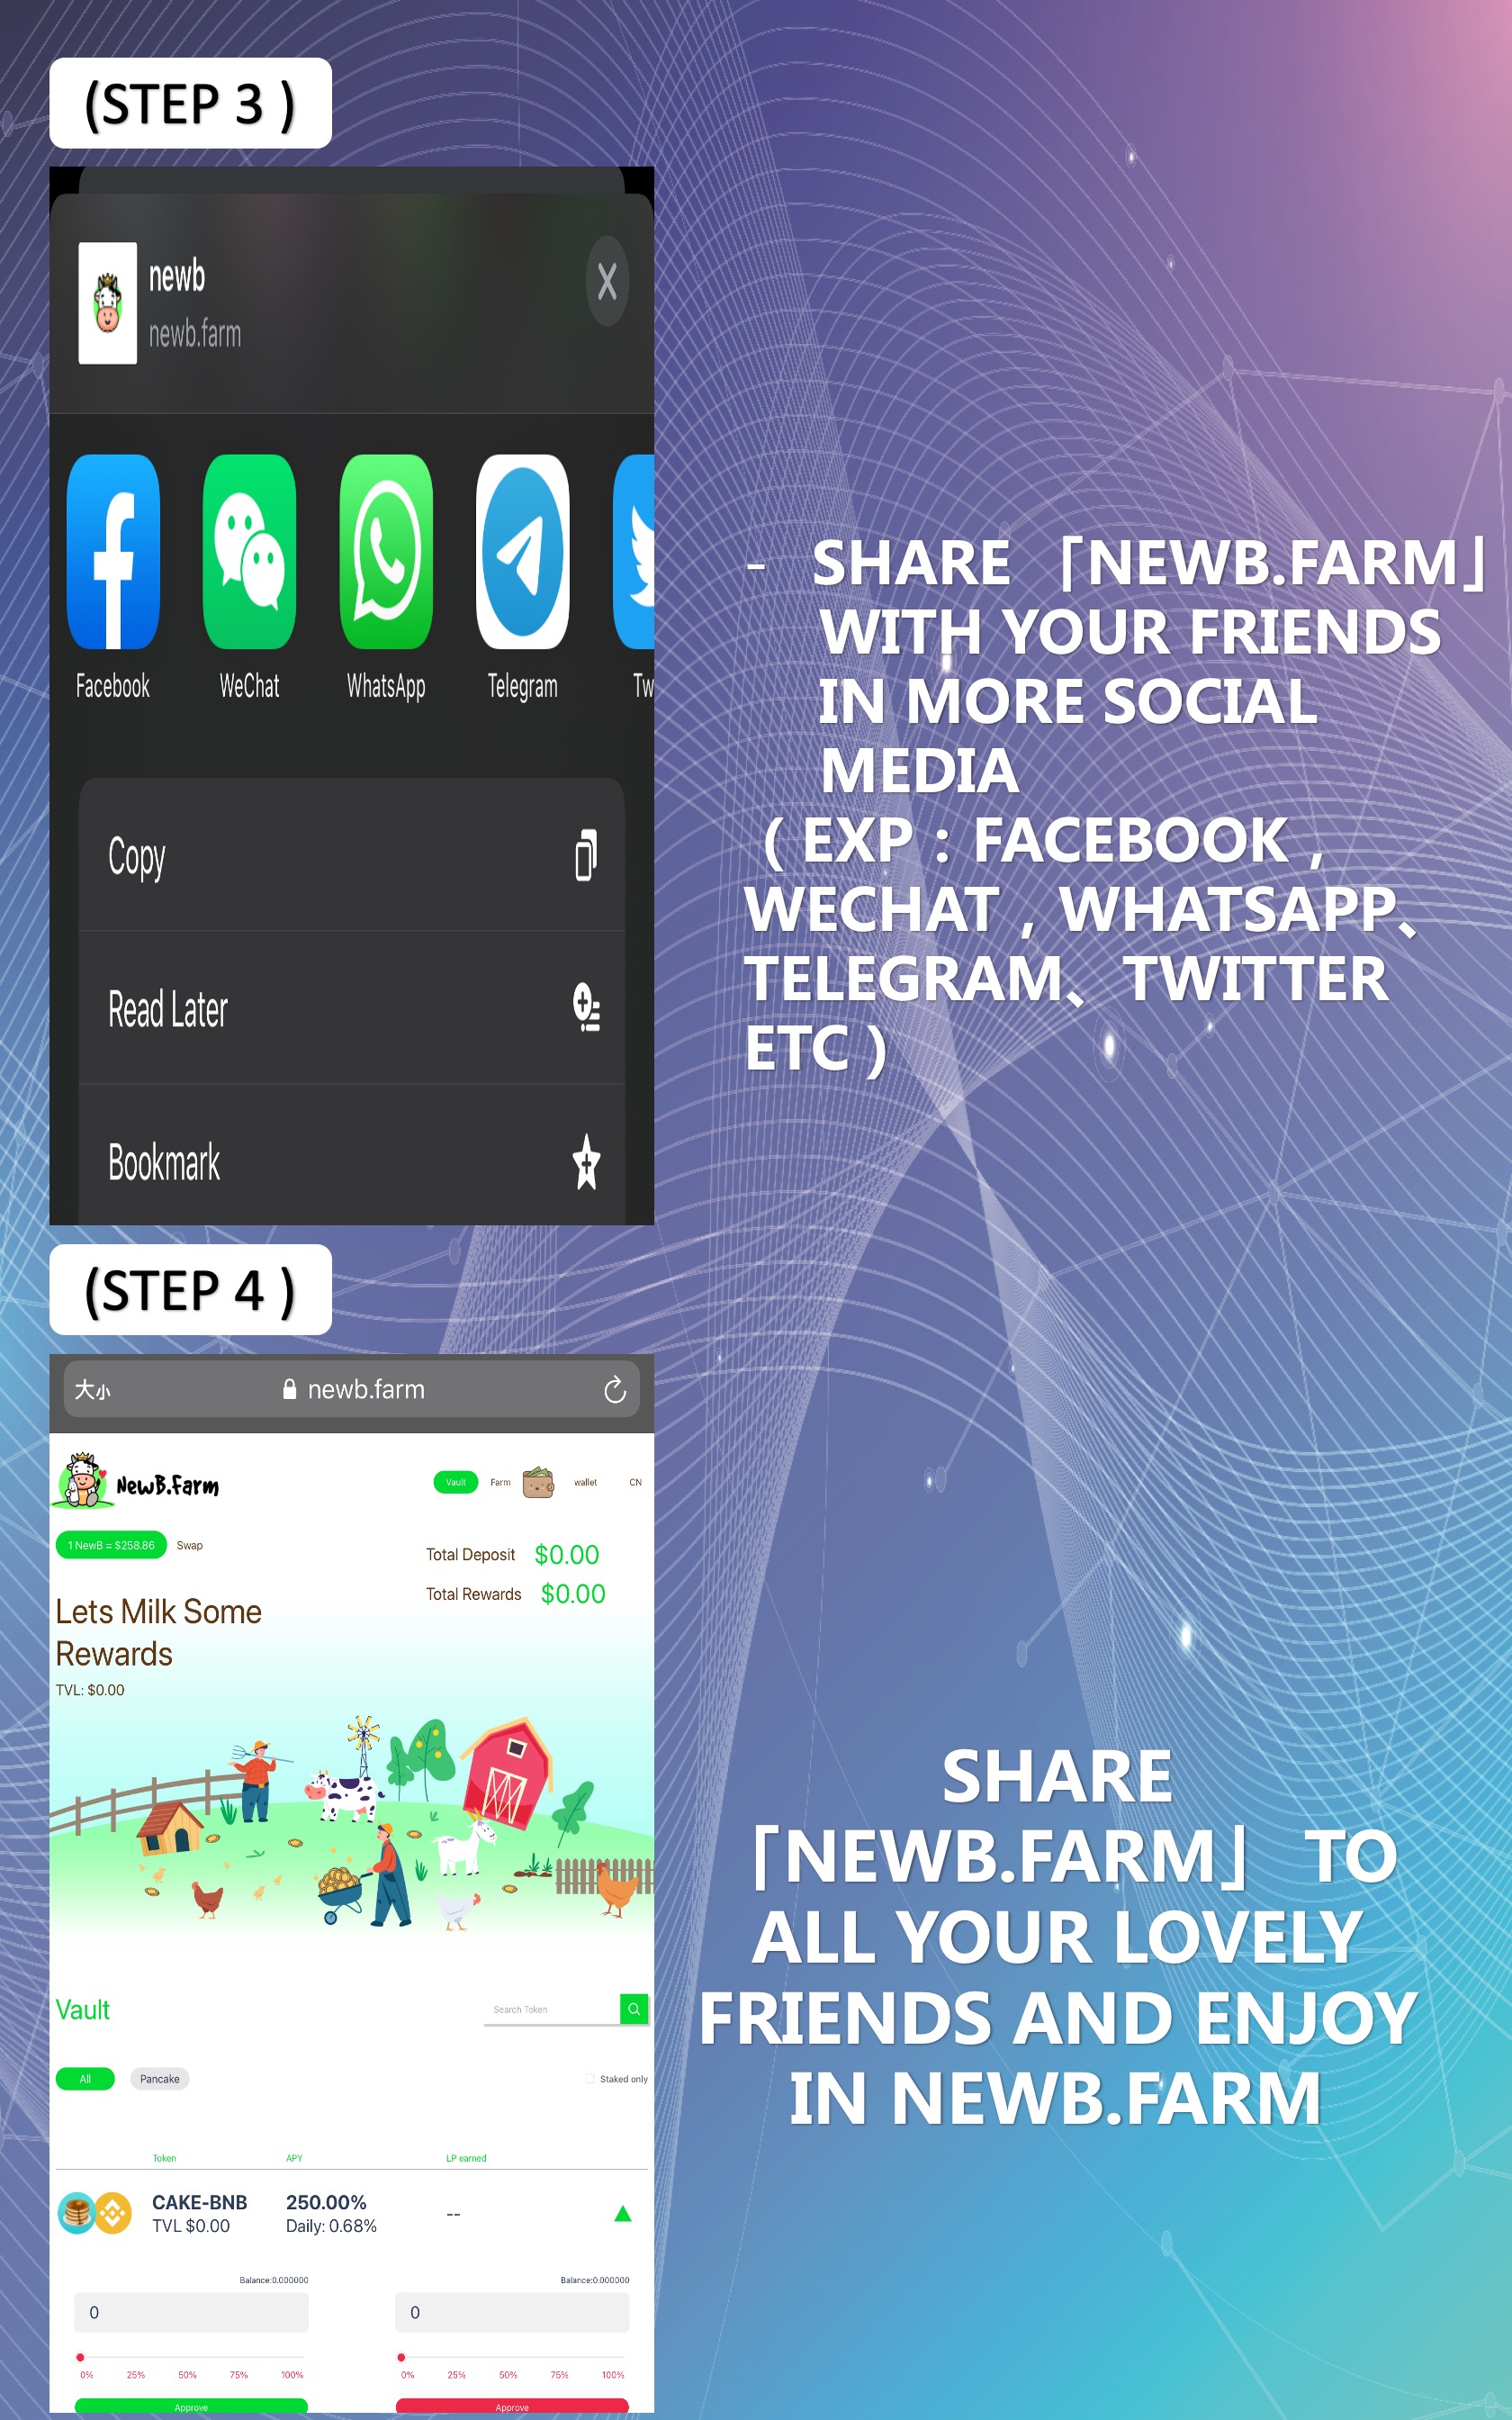 (STEP 3 )
newb
newb.farm
Facebook
WeChat
WhatsApp
Telegram
Tw
Copy
Read Later
Bookmark
- SHARE 「NEWB.FARM」
WITH YOUR FRIENDS
IN MORE SOCIAL
MEDIA
( EXP : FACEBOOK ,
WECHAT , WHATSAPP、
TELEGRAM、TWITTER
ETC )
(STEP 4 )
大小 newb.farm
NewB.Farm
Vault Farm wallet CN
1 NewB = $258.86 Swap
Total Deposit $0.00
Total Rewards $0.00
Lets Milk Some
Rewards
TVL: $0.00
Vault
Search Token
All Pancake
Staked only
Token APY LP earned
CAKE-BNB 250.00% --
TVL $0.00 Daily: 0.68%
Balance:0.000000 Balance:0.000000
0 0
0% 25% 50% 75% 100% 0% 25% 50% 75% 100%
Approve Approve
SHARE
「NEWB.FARM」 TO
ALL YOUR LOVELY
FRIENDS AND ENJOY
IN NEWB.FARM